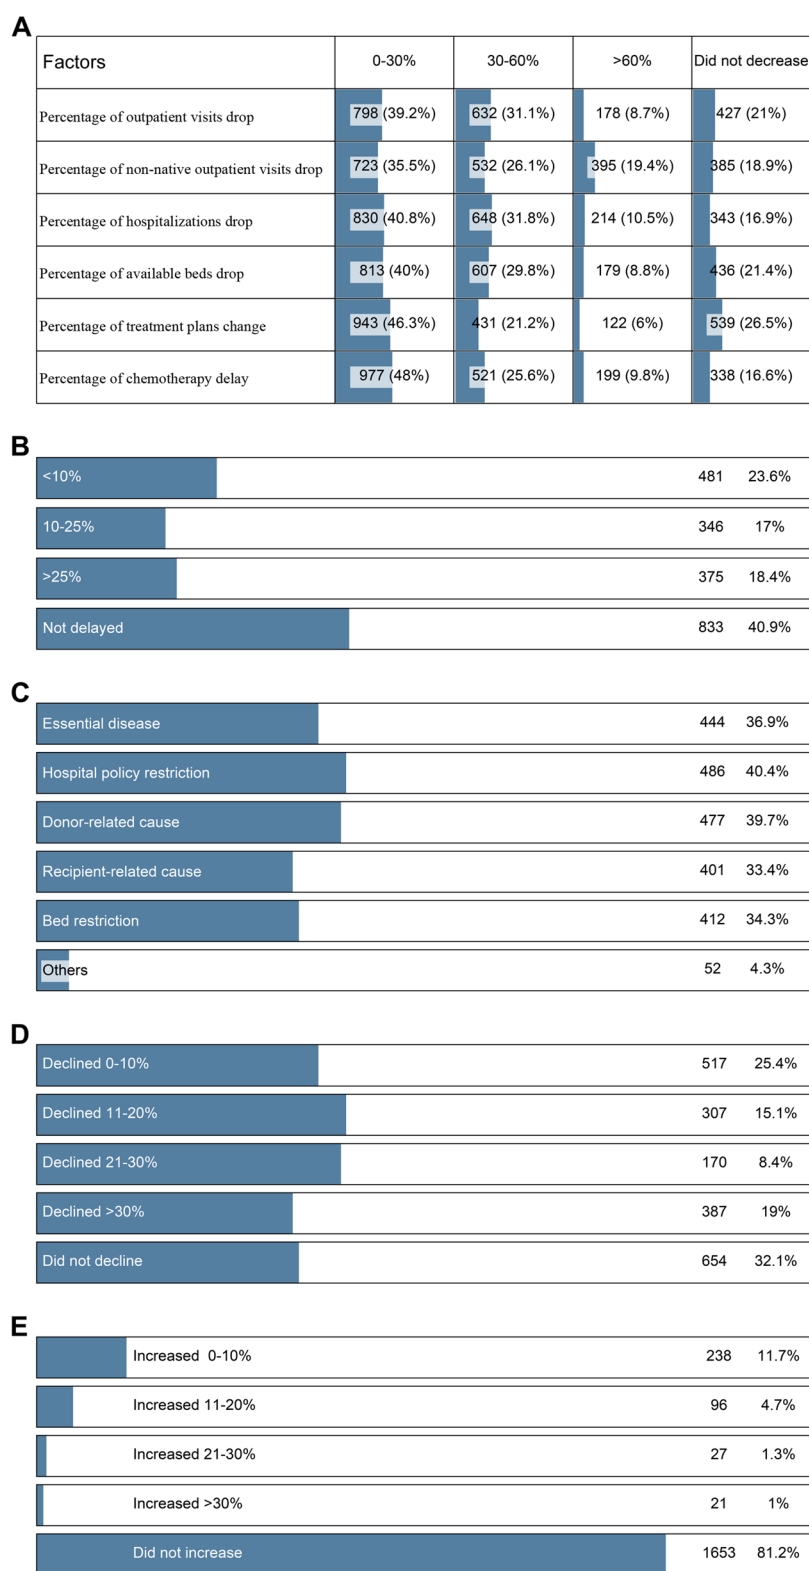 A
Factors 0-30% 30-60% >60% Did not decrease
Percentage of outpatient visits drop 798 (39.2%) 632 (31.1%) 178 (8.7%) 427 (21%)
Percentage of non-native outpatient visits drop 723 (35.5%) 532 (26.1%) 395 (19.4%) 385 (18.9%)
Percentage of hospitalizations drop 830 (40.8%) 648 (31.8%) 214 (10.5%) 343 (16.9%)
Percentage of available beds drop 813 (40%) 607 (29.8%) 179 (8.8%) 436 (21.4%)
Percentage of treatment plans change 943 (46.3%) 431 (21.2%) 122 (6%) 539 (26.5%)
Percentage of chemotherapy delay 977 (48%) 521 (25.6%) 199 (9.8%) 338 (16.6%)
B
<10% 481 23.6%
10-25% 346 17%
>25% 375 18.4%
Not delayed 833 40.9%
C
Essential disease 444 36.9%
Hospital policy restriction 486 40.4%
Donor-related cause 477 39.7%
Recipient-related cause 401 33.4%
Bed restriction 412 34.3%
Others 52 4.3%
D
Declined 0-10% 517 25.4%
Declined 11-20% 307 15.1%
Declined 21-30% 170 8.4%
Declined >30% 387 19%
Did not decline 654 32.1%
E
Increased 0-10% 238 11.7%
Increased 11-20% 96 4.7%
Increased 21-30% 27 1.3%
Increased >30% 21 1%
Did not increase 1653 81.2%